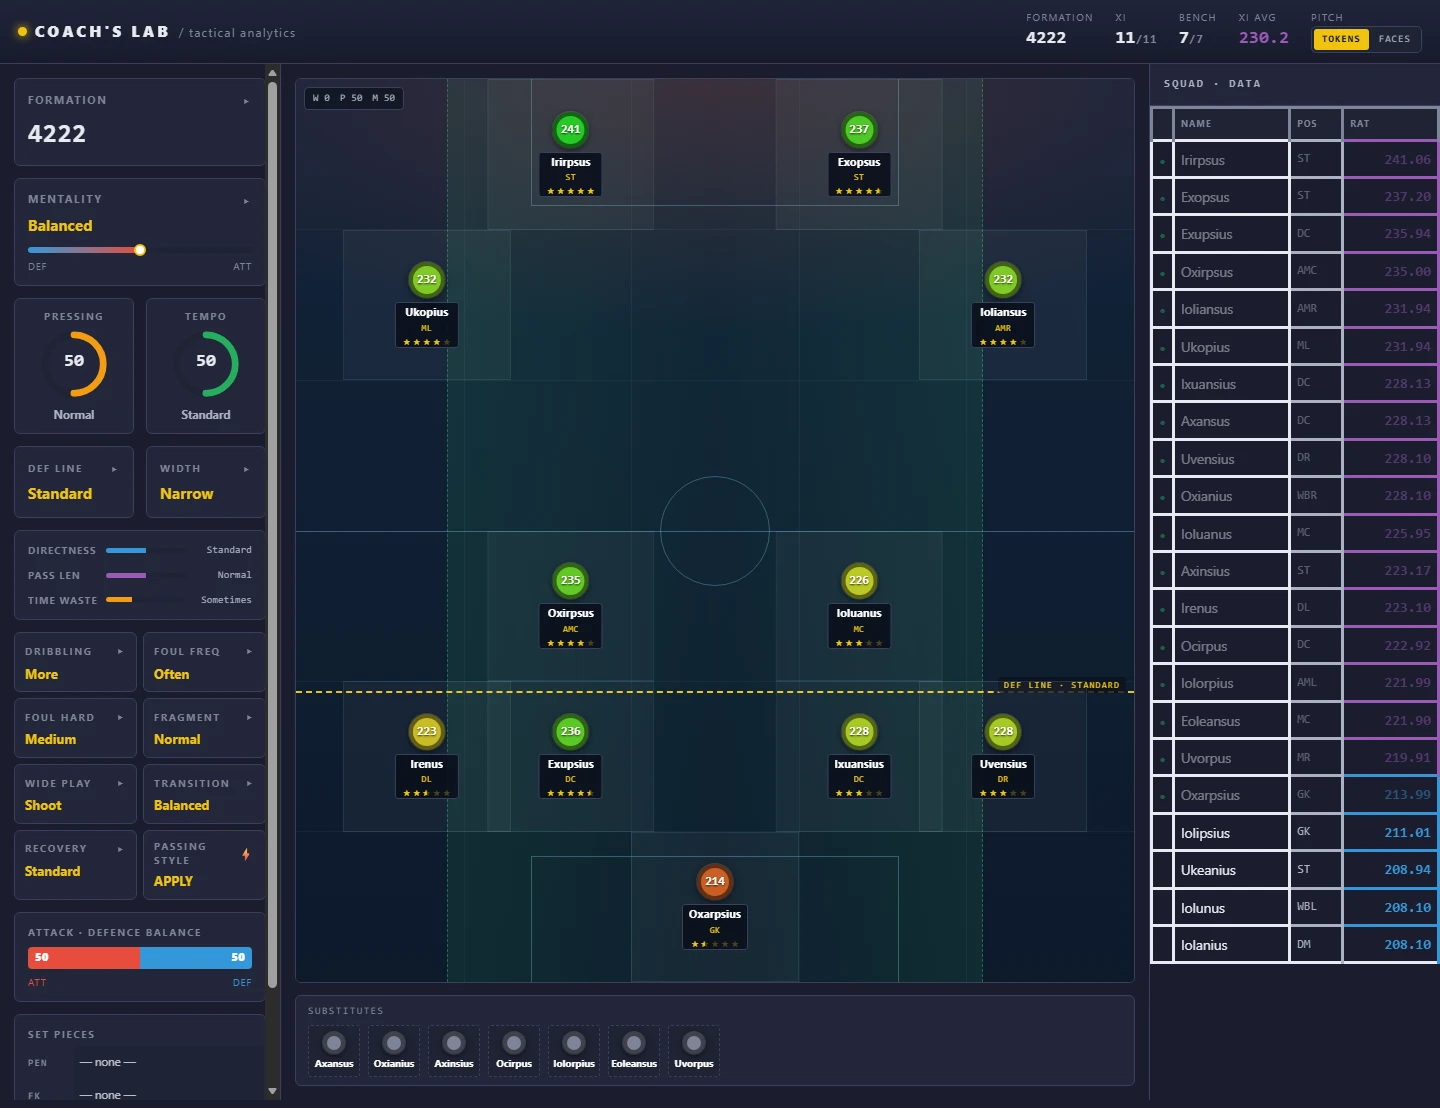 COACH'S LAB / tactical analytics
FORMATION XI BENCH XI AVG PITCH
4222 11/11 7/7 230.2 TOKENS FACES
FORMATION ▸
4222
MENTALITY ▸
Balanced
DEF ATT
PRESSING
50
Normal
TEMPO
50
Standard
DEF LINE ▸
Standard
WIDTH ▸
Narrow
DIRECTNESS Standard
PASS LEN Normal
TIME WASTE Sometimes
DRIBBLING ▸
More
FOUL FREQ ▸
Often
FOUL HARD ▸
Medium
FRAGMENT ▸
Normal
WIDE PLAY ▸
Shoot
TRANSITION ▸
Balanced
RECOVERY ▸
Standard
PASSING
STYLE
APPLY
ATTACK · DEFENCE BALANCE
50 50
ATT DEF
SET PIECES
PEN — none —
FK — none —
W 0 P 50 M 50
241
Irirpsus
ST
237
Exopsus
ST
232
Ukopius
ML
232
Ioliansus
AMR
235
Oxirpsus
AMC
226
Ioluanus
MC
DEF LINE · STANDARD
223
Irenus
DL
236
Exupsius
DC
228
Ixuansius
DC
228
Uvensius
DR
214
Oxarpsius
GK
SUBSTITUTES
Axansus Oxianius Axinsius Ocirpus Iolorpius Eoleansus Uvorpus
SQUAD · DATA
NAME POS RAT
Irirpsus ST 241.06
Exopsus ST 237.20
Exupsius DC 235.94
Oxirpsus AMC 235.00
Ioliansus AMR 231.94
Ukopius ML 231.94
Ixuansius DC 228.13
Axansus DC 228.13
Uvensius DR 228.10
Oxianius WBR 228.10
Ioluanus MC 225.95
Axinsius ST 223.17
Irenus DL 223.10
Ocirpus DC 222.92
Iolorpius AML 221.99
Eoleansus MC 221.90
Uvorpus MR 219.91
Oxarpsius GK 213.99
Iolipsius GK 211.01
Ukeanius ST 208.94
Iolunus WBL 208.10
Iolanius DM 208.10